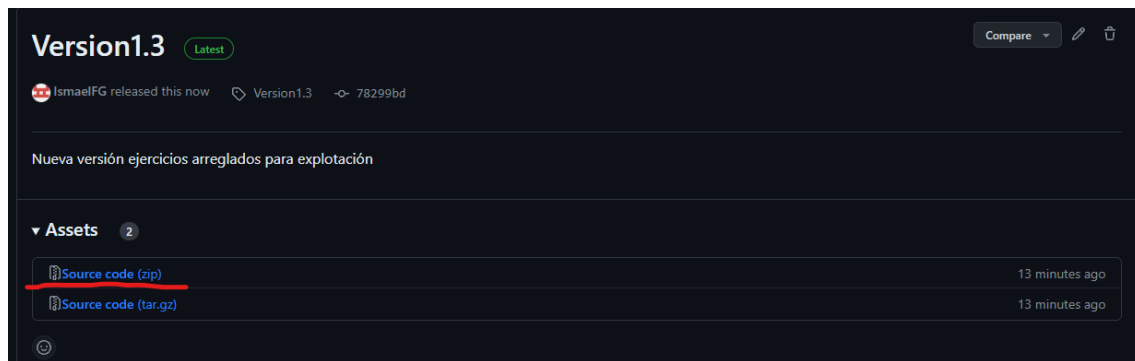 Version1.3 Latest
Compare
IsmaelFG released this now Version1.3 78299bd
Nueva versión ejercicios arreglados para explotación
Assets 2
Source code (zip) 13 minutes ago
Source code (tar.gz) 13 minutes ago